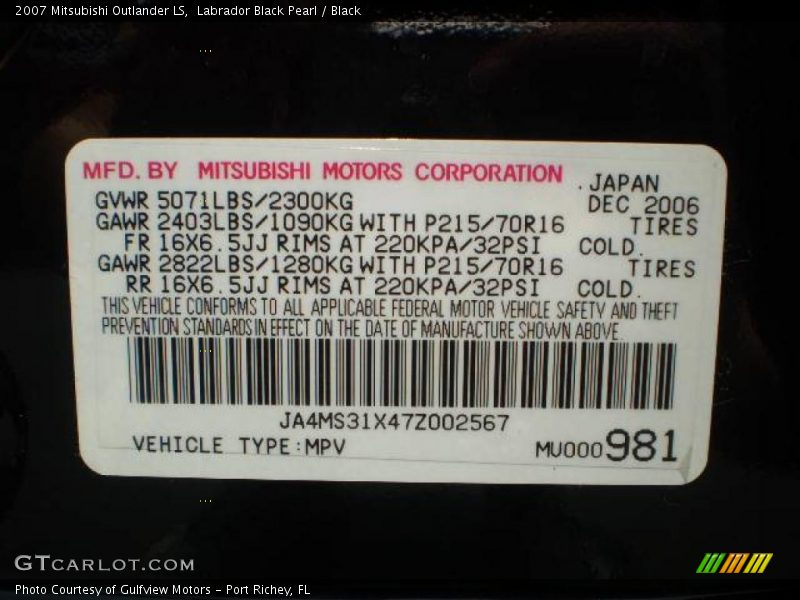 2007 Mitsubishi Outlander LS,  Labrador Black Pearl / Black
MFD. BY MITSUBISHI MOTORS CORPORATION
.JAPAN
GVWR 5071LBS/2300KG DEC 2006
GAWR 2403LBS/1090KG WITH P215/70R16 TIRES
FR 16X6.5JJ RIMS AT 220KPA/32PSI COLD.
GAWR 2822LBS/1280KG WITH P215/70R16 TIRES
RR 16X6.5JJ RIMS AT 220KPA/32PSI COLD.
THIS VEHICLE CONFORMS TO ALL APPLICABLE FEDERAL MOTOR VEHICLE SAFETY AND THEFT
PREVENTION STANDARDS IN EFFECT ON THE DATE OF MANUFACTURE SHOWN ABOVE.
JA4MS31X47Z002567
VEHICLE TYPE:MPV MU000981
GTCARLOT.COM
Photo Courtesy of Gulfview Motors - Port Richey, FL